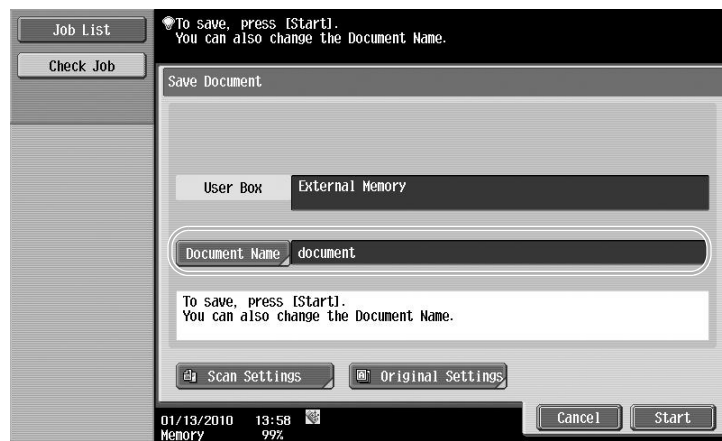 Job List
Check Job
To save, press [Start].
You can also change the Document Name.
Save Document
User Box External Memory
Document Name document
To save, press [Start].
You can also change the Document Name.
Scan Settings Original Settings
01/13/2010 13:58
Memory 99%
Cancel Start